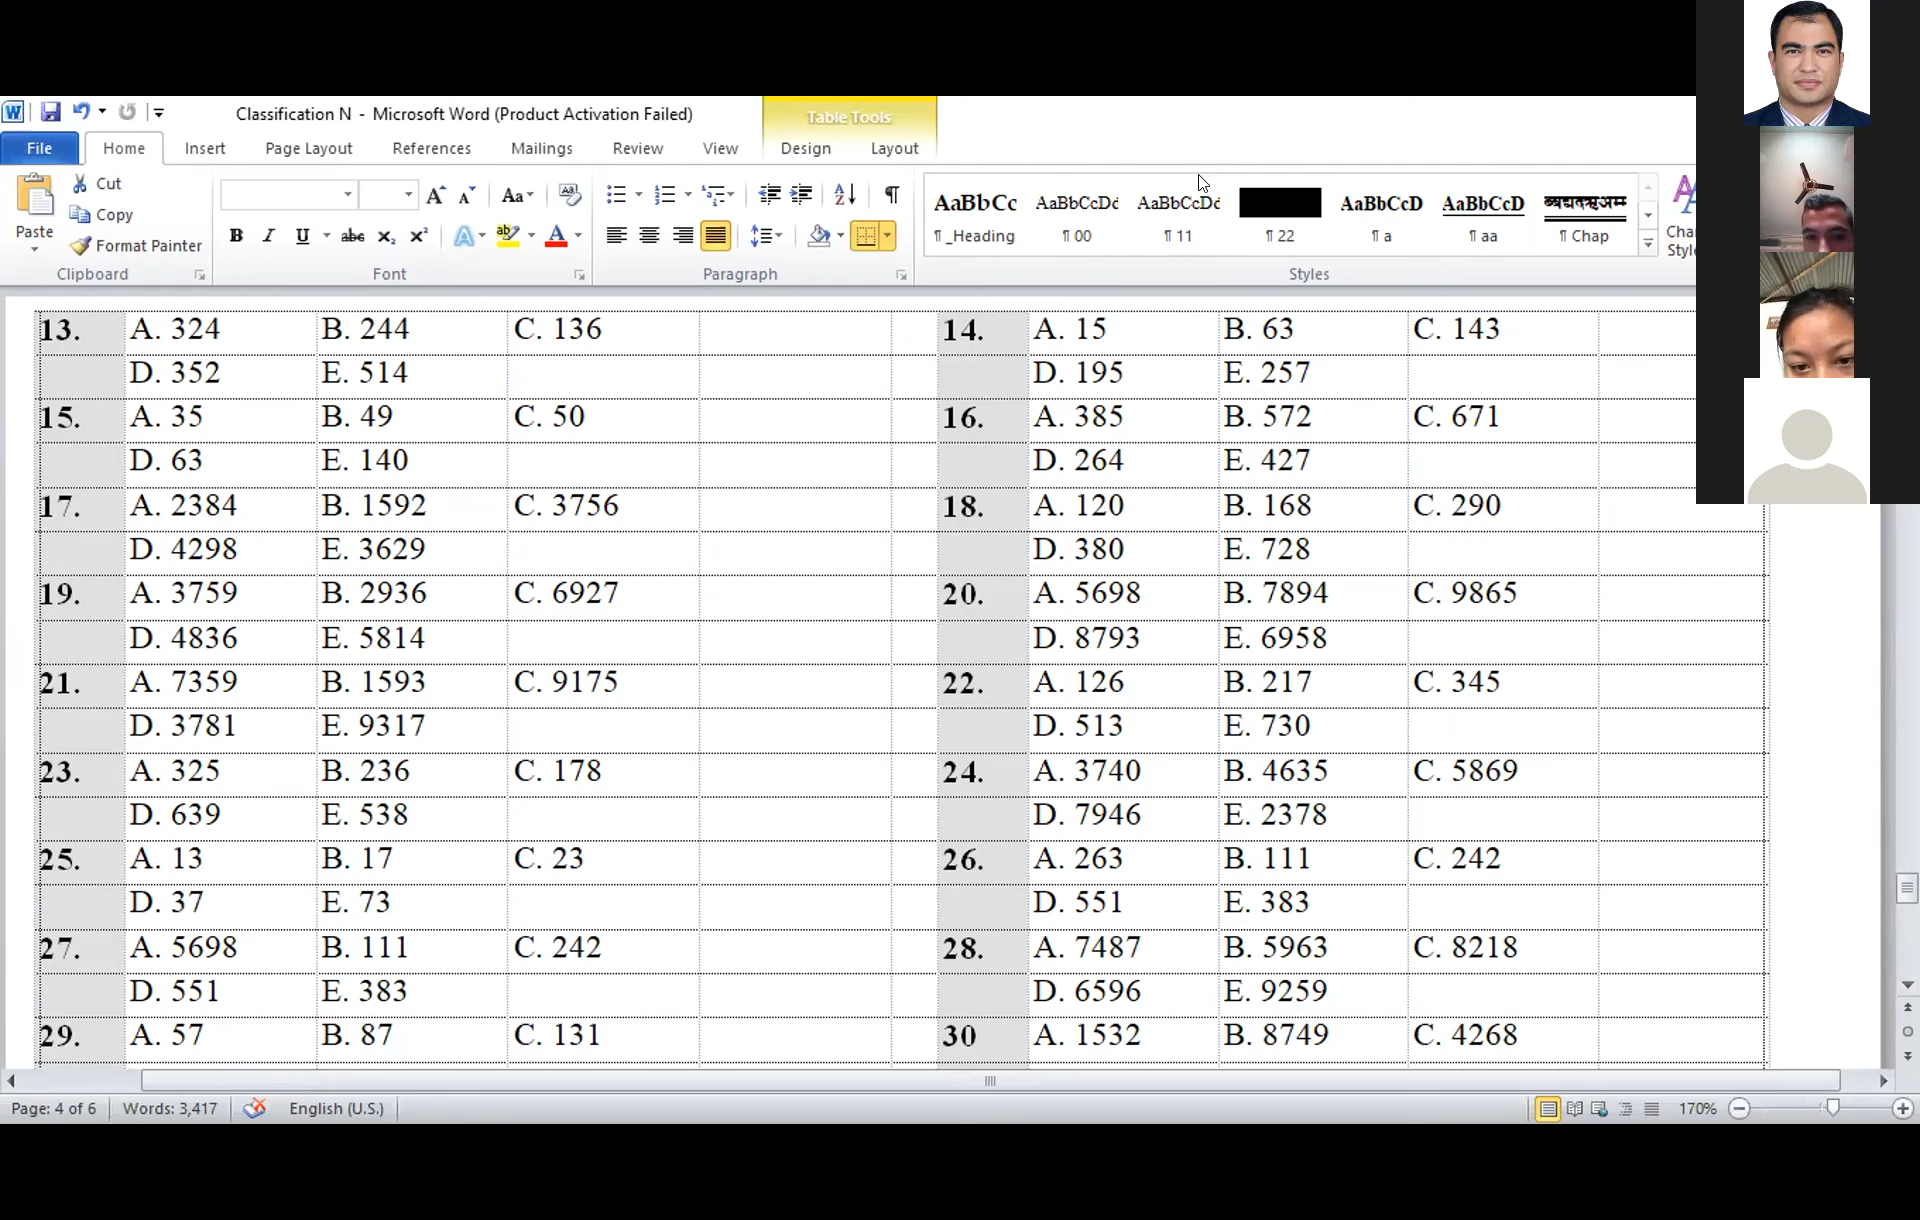 Classification N - Microsoft Word (Product Activation Failed)
Table Tools
File Home Insert Page Layout References Mailings Review View Design Layout
Paste
Cut
Copy
Format Painter
Clipboard
Font
Paragraph
AaBbCc AaBbCcDd AaBbCcDd AaBbCcD AaBbCcD
¶ _Heading ¶ 00 ¶ 11 ¶ 22 ¶ a ¶ aa ¶ Chap
Styles
13. A. 324 B. 244 C. 136 14. A. 15 B. 63 C. 143
D. 352 E. 514 D. 195 E. 257
15. A. 35 B. 49 C. 50 16. A. 385 B. 572 C. 671
D. 63 E. 140 D. 264 E. 427
17. A. 2384 B. 1592 C. 3756 18. A. 120 B. 168 C. 290
D. 4298 E. 3629 D. 380 E. 728
19. A. 3759 B. 2936 C. 6927 20. A. 5698 B. 7894 C. 9865
D. 4836 E. 5814 D. 8793 E. 6958
21. A. 7359 B. 1593 C. 9175 22. A. 126 B. 217 C. 345
D. 3781 E. 9317 D. 513 E. 730
23. A. 325 B. 236 C. 178 24. A. 3740 B. 4635 C. 5869
D. 639 E. 538 D. 7946 E. 2378
25. A. 13 B. 17 C. 23 26. A. 263 B. 111 C. 242
D. 37 E. 73 D. 551 E. 383
27. A. 5698 B. 111 C. 242 28. A. 7487 B. 5963 C. 8218
D. 551 E. 383 D. 6596 E. 9259
29. A. 57 B. 87 C. 131 30 A. 1532 B. 8749 C. 4268
Page: 4 of 6 Words: 3,417 English (U.S.) 170%